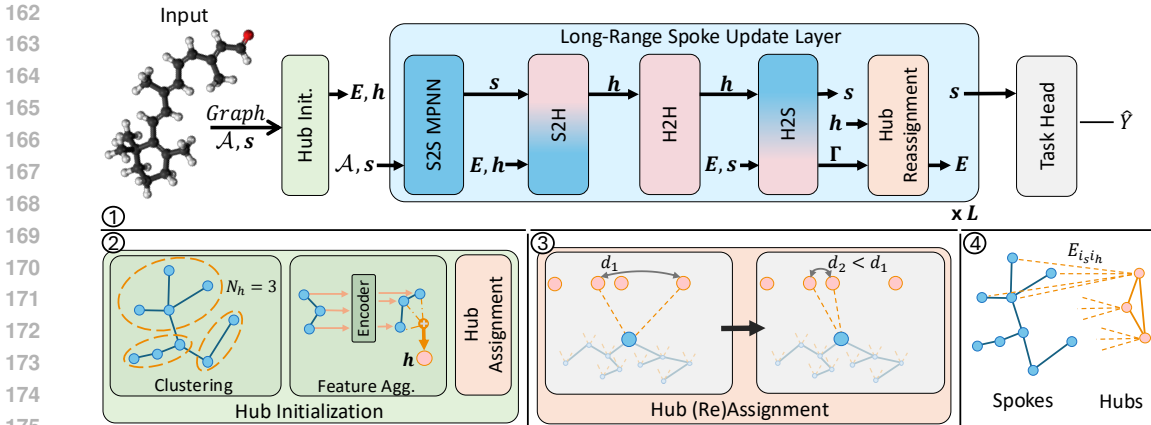 162
163
164
165
166
167
168
169
170
171
172
173
174
175
Input
Graph
𝒜, s
Hub Init.
E, h
𝒜, s
Long-Range Spoke Update Layer
S2S MPNN
s
E, h
S2H
h
H2H
h
E, s
H2S
s
h
Γ
Hub Reassignment
s
E
x L
Task Head
Ŷ
①
②
N_h = 3
Clustering
Encoder
h
Feature Agg.
Hub Assignment
Hub Initialization
③
d_1
d_2 < d_1
Hub (Re)Assignment
④
E_{i_s i_h}
Spokes
Hubs